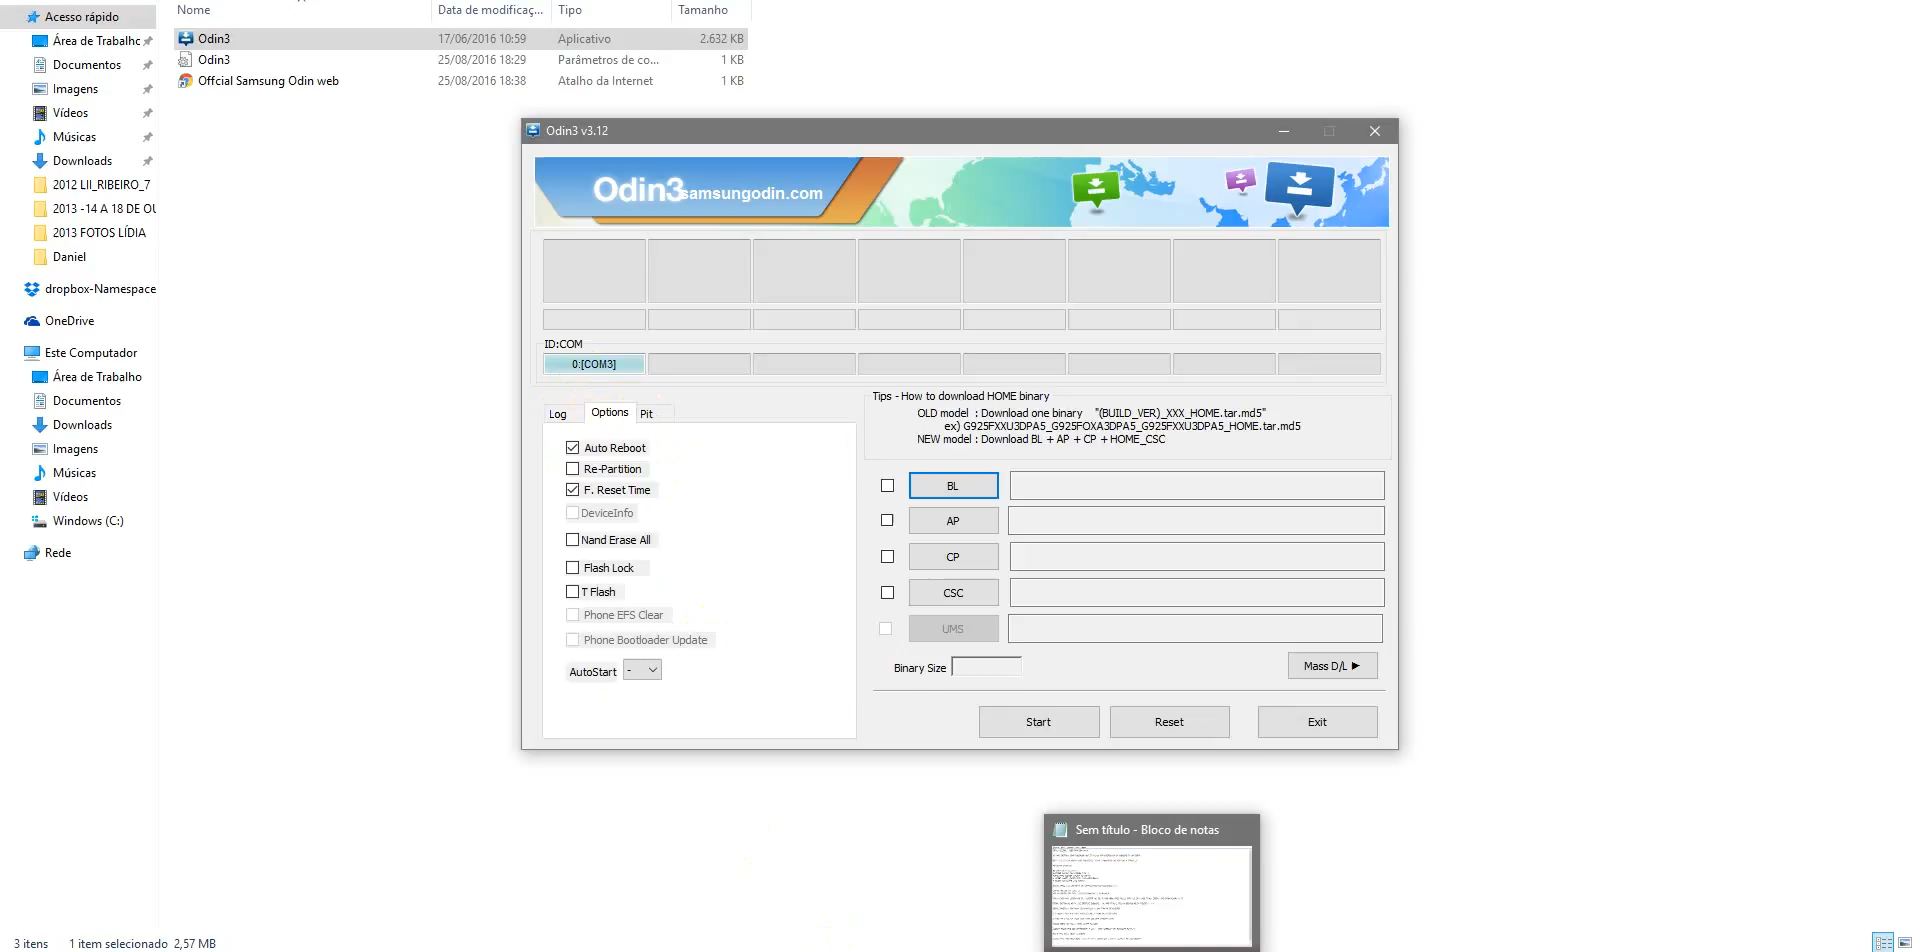 Nome Data de modificaç... Tipo Tamanho
Acesso rápido
Área de Trabalhc
Documentos
Imagens
Vídeos
Músicas
Downloads
2012 LII_RIBEIRO_7
2013 -14 A 18 DE OU
2013 FOTOS LÍDIA
Daniel
dropbox-Namespace
OneDrive
Este Computador
Área de Trabalho
Documentos
Downloads
Imagens
Músicas
Vídeos
Windows (C:)
Rede
Odin3 17/06/2016 10:59 Aplicativo 2.632 KB
Odin3 25/08/2016 18:29 Parâmetros de co... 1 KB
Offcial Samsung Odin web 25/08/2016 18:38 Atalho da Internet 1 KB
Odin3 v3.12
Odin3 samsungodin.com
ID:COM
0:[COM3]
Log Options Pit
Auto Reboot
Re-Partition
F. Reset Time
DeviceInfo
Nand Erase All
Flash Lock
T Flash
Phone EFS Clear
Phone Bootloader Update
AutoStart -
Tips - How to download HOME binary
OLD model : Download one binary "(BUILD_VER)_XXX_HOME.tar.md5"
ex) G925FXXU3DPA5_G925FOXA3DPA5_G925FXXU3DPA5_HOME.tar.md5
NEW model : Download BL + AP + CP + HOME_CSC
BL
AP
CP
CSC
UMS
Binary Size
Mass D/L ►
Start Reset Exit
Sem título - Bloco de notas
3 itens 1 item selecionado 2,57 MB